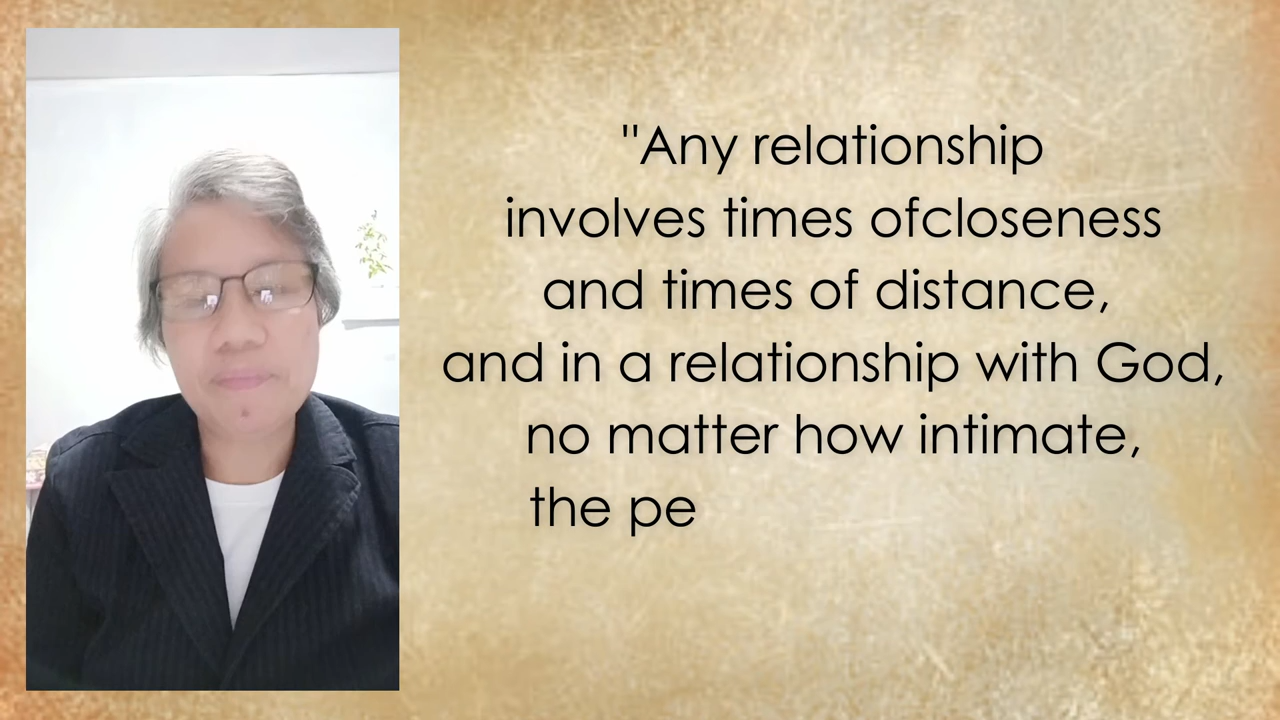 "Any relationship
involves times ofcloseness
and times of distance,
and in a relationship with God,
no matter how intimate,
the pe